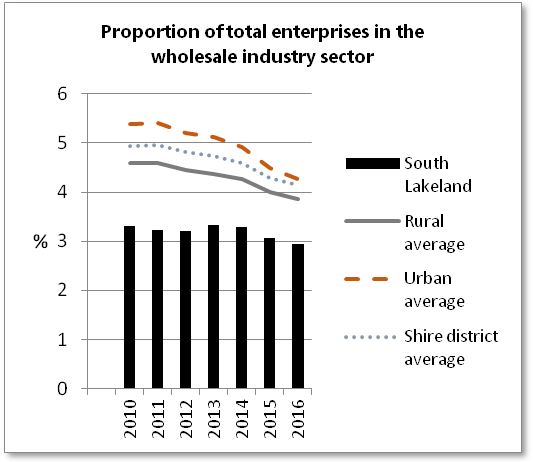 Proportion of total enterprises in the
wholesale industry sector
6
5
4
3
2
1
0
%
2010
2011
2012
2013
2014
2015
2016
South
Lakeland
Rural
average
Urban
average
Shire district
average